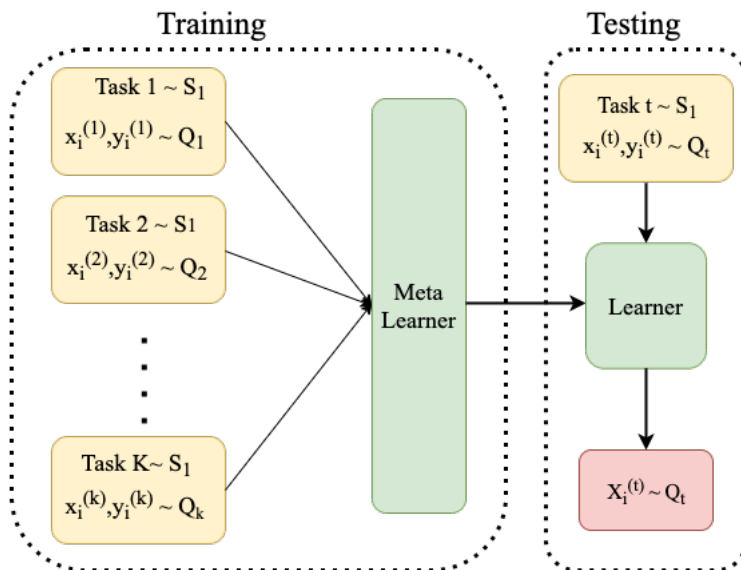 Training
Testing
Task 1 ~ S₁
xᵢ⁽¹⁾,yᵢ⁽¹⁾ ~ Q₁
Task 2 ~ S1
xᵢ⁽²⁾,yᵢ⁽²⁾ ~ Q₂
Task K~ S₁
xᵢ⁽ᵏ⁾,yᵢ⁽ᵏ⁾ ~ Qₖ
Meta
Learner
Task t ~ S₁
xᵢ⁽ᵗ⁾,yᵢ⁽ᵗ⁾ ~ Qₜ
Learner
Xᵢ⁽ᵗ⁾ ~ Qₜ